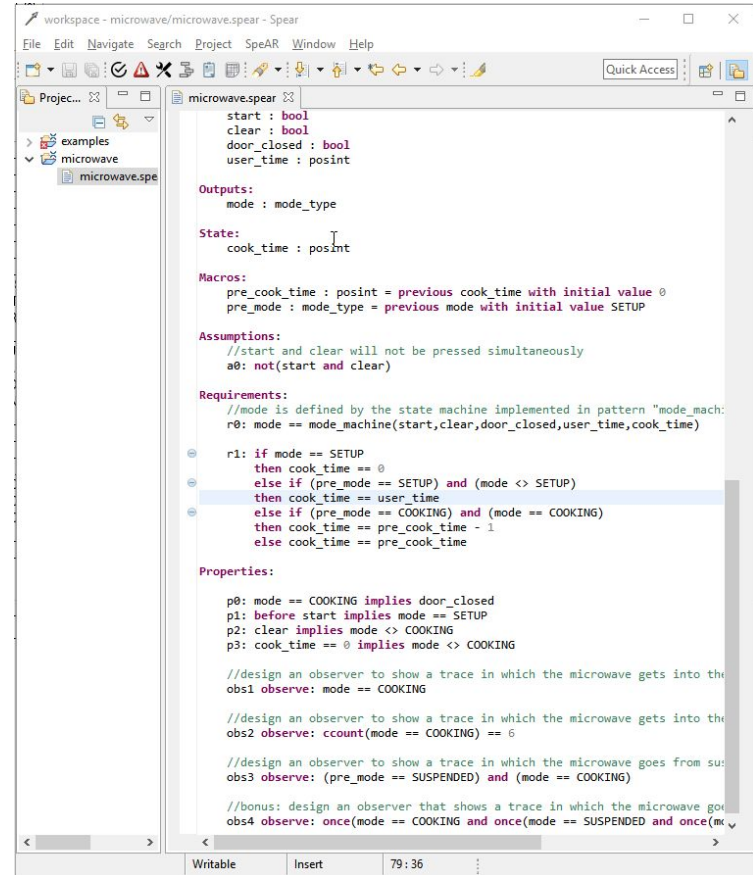 workspace - microwave/microwave.spear - Spear
File Edit Navigate Search Project SpeAR Window Help
Quick Access
Projec...
microwave.spear
examples
microwave
microwave.spe
start : bool
clear : bool
door_closed : bool
user_time : posint
Outputs:
mode : mode_type
State:
cook_time : posint
Macros:
pre_cook_time : posint = previous cook_time with initial value 0
pre_mode : mode_type = previous mode with initial value SETUP
Assumptions:
//start and clear will not be pressed simultaneously
a0: not(start and clear)
Requirements:
//mode is defined by the state machine implemented in pattern "mode_machi
r0: mode == mode_machine(start,clear,door_closed,user_time,cook_time)
r1: if mode == SETUP
then cook_time == 0
else if (pre_mode == SETUP) and (mode <> SETUP)
then cook_time == user_time
else if (pre_mode == COOKING) and (mode == COOKING)
then cook_time == pre_cook_time - 1
else cook_time == pre_cook_time
Properties:
p0: mode == COOKING implies door_closed
p1: before start implies mode == SETUP
p2: clear implies mode <> COOKING
p3: cook_time == 0 implies mode <> COOKING
//design an observer to show a trace in which the microwave gets into the
obs1 observe: mode == COOKING
//design an observer to show a trace in which the microwave gets into the
obs2 observe: ccount(mode == COOKING) == 6
//design an observer to show a trace in which the microwave goes from sus
obs3 observe: (pre_mode == SUSPENDED) and (mode == COOKING)
//bonus: design an observer that shows a trace in which the microwave goe
obs4 observe: once(mode == COOKING and once(mode == SUSPENDED and once(mo
Writable Insert 79 : 36